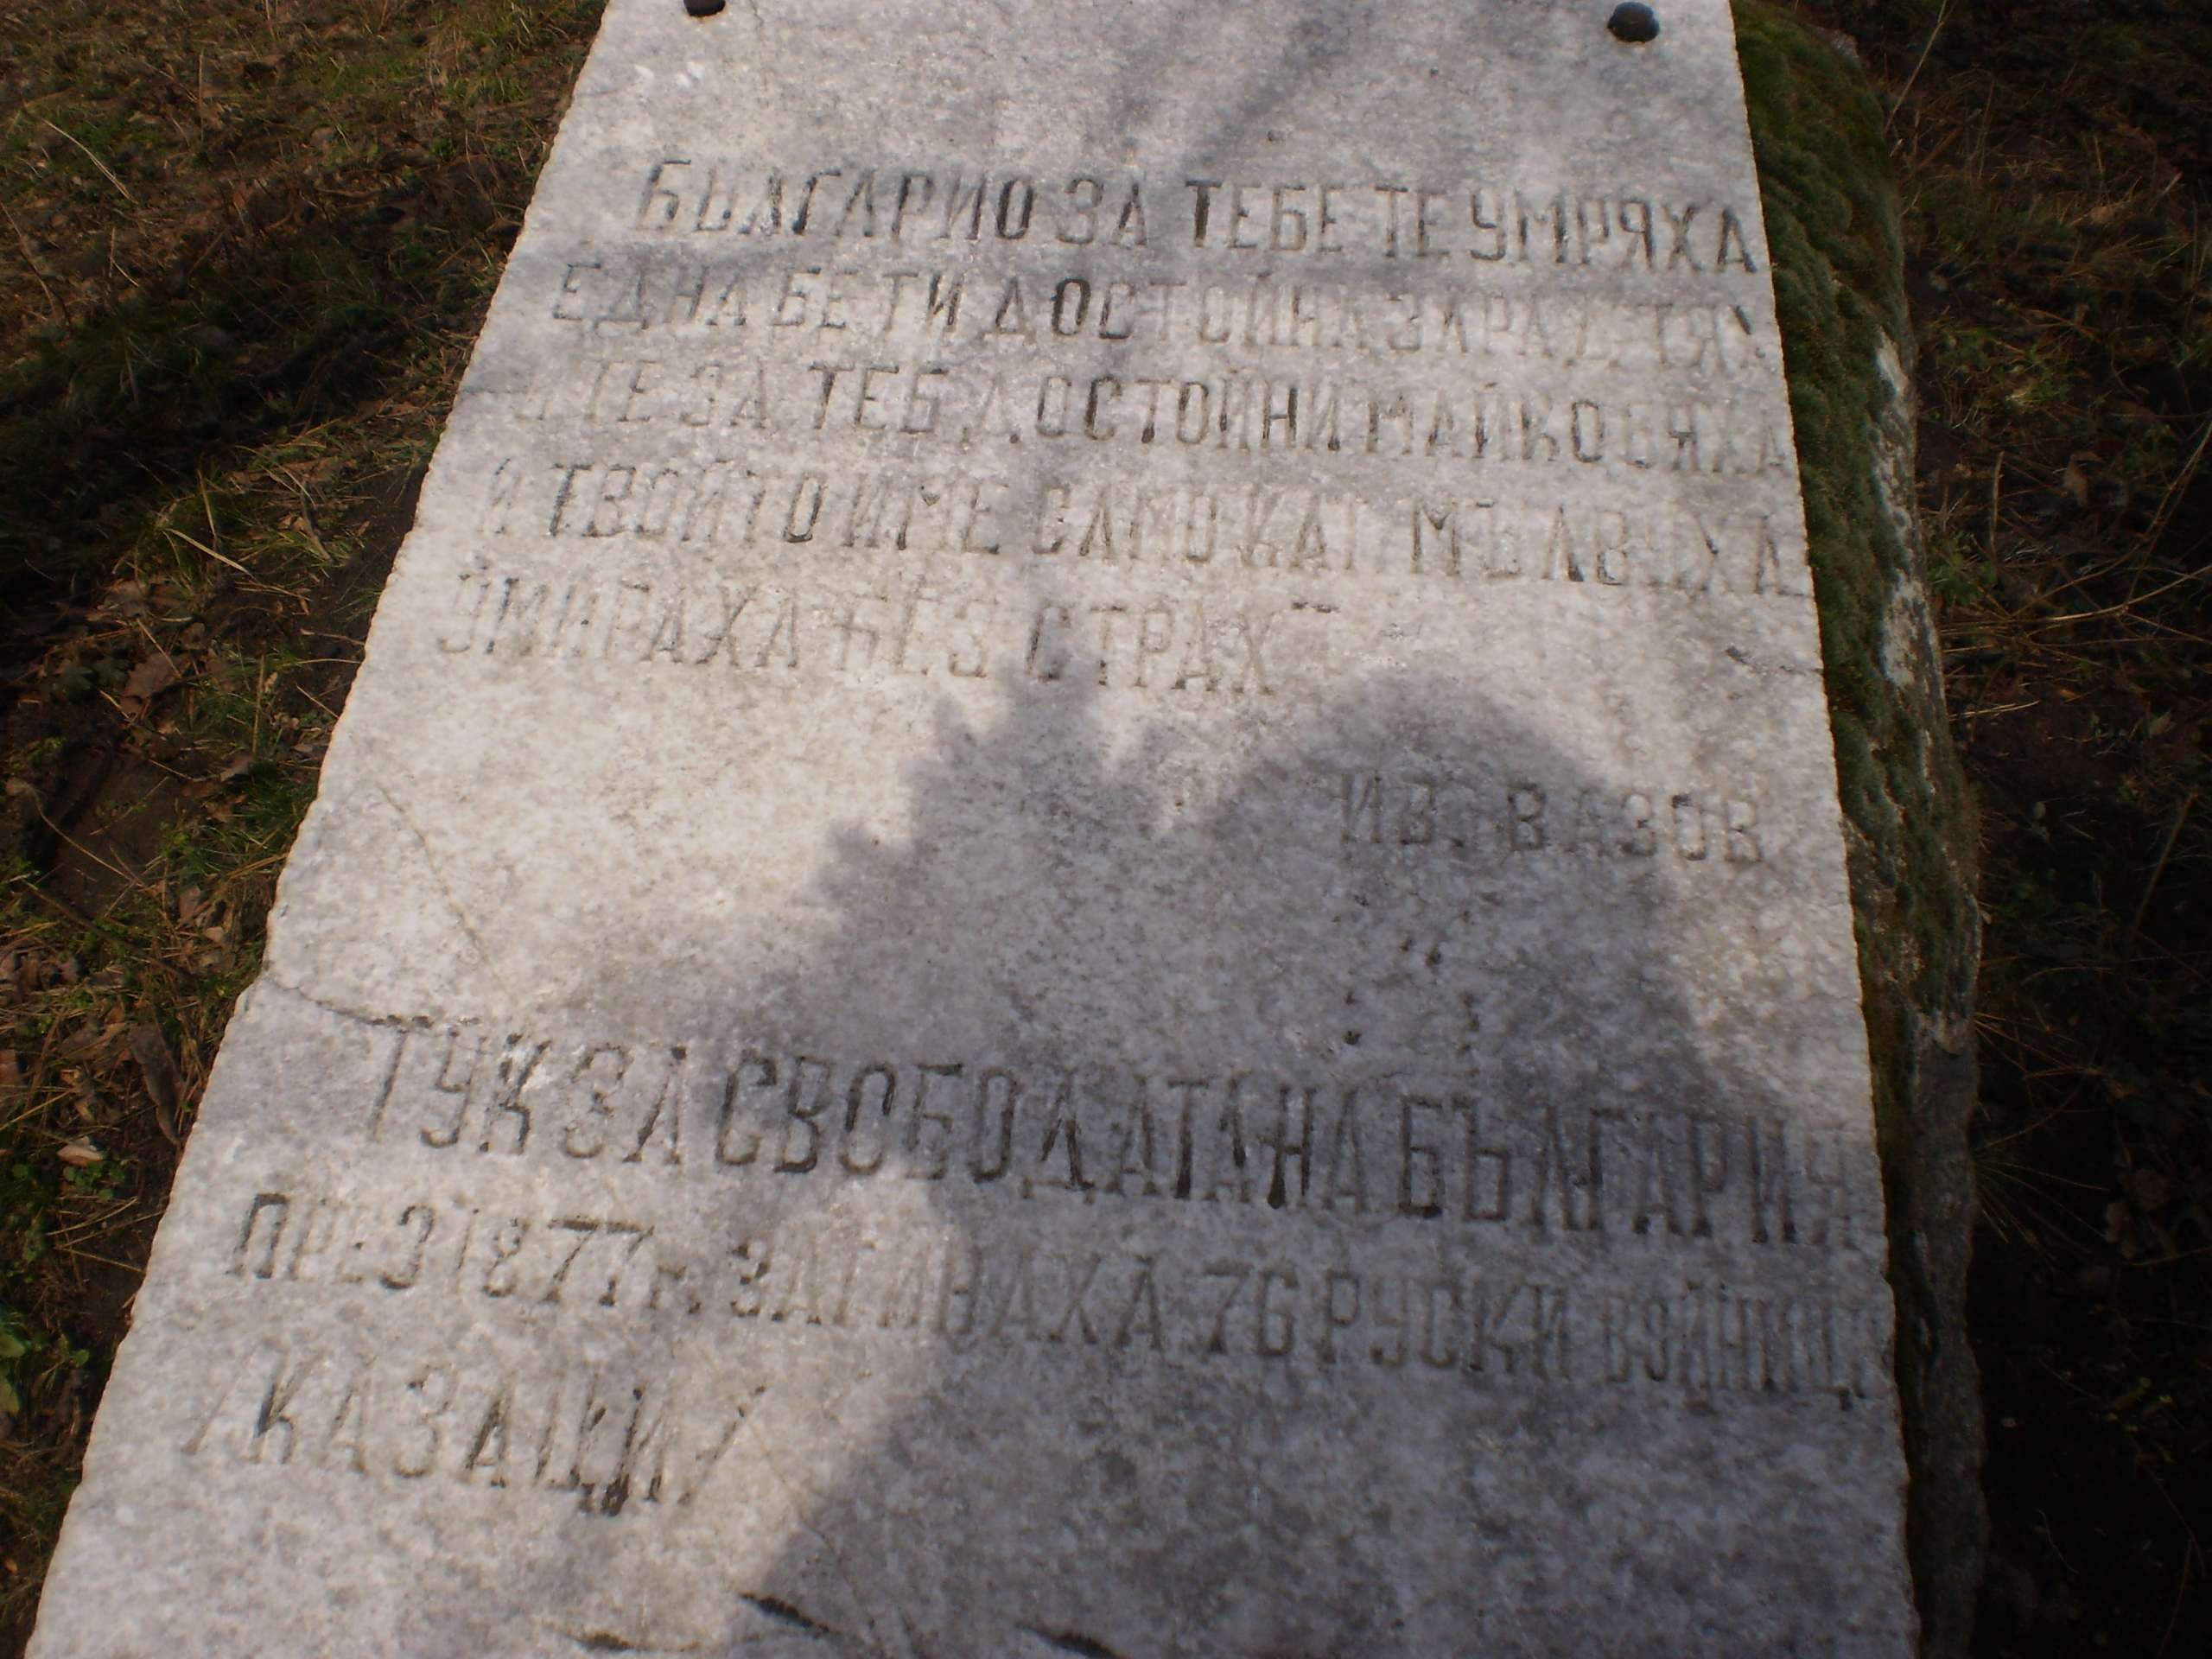 БЪЛГАРИО ЗА ТЕБЕ ТЕ УМРЯХА
ЕДНА БЕ ТИ ДОСТОЙНА ЗАРАД ТЯХ
И ТЕ ЗА ТЕБ ДОСТОЙНИ МАЙКО БЯХА
И ТВОЙТО ИМЕ САМО КАТ МЪЛВЯХА
УМИРАХА БЕЗ СТРАХ
ИВ. ВАЗОВ
ТУК ЗА СВОБОДАТА НА БЪЛГАРИЯ
ПРЕЗ 1877 г. ЗАГИНАХА 76 РУСКИ ВОЙНИЦИ
/КАЗАЦИ/